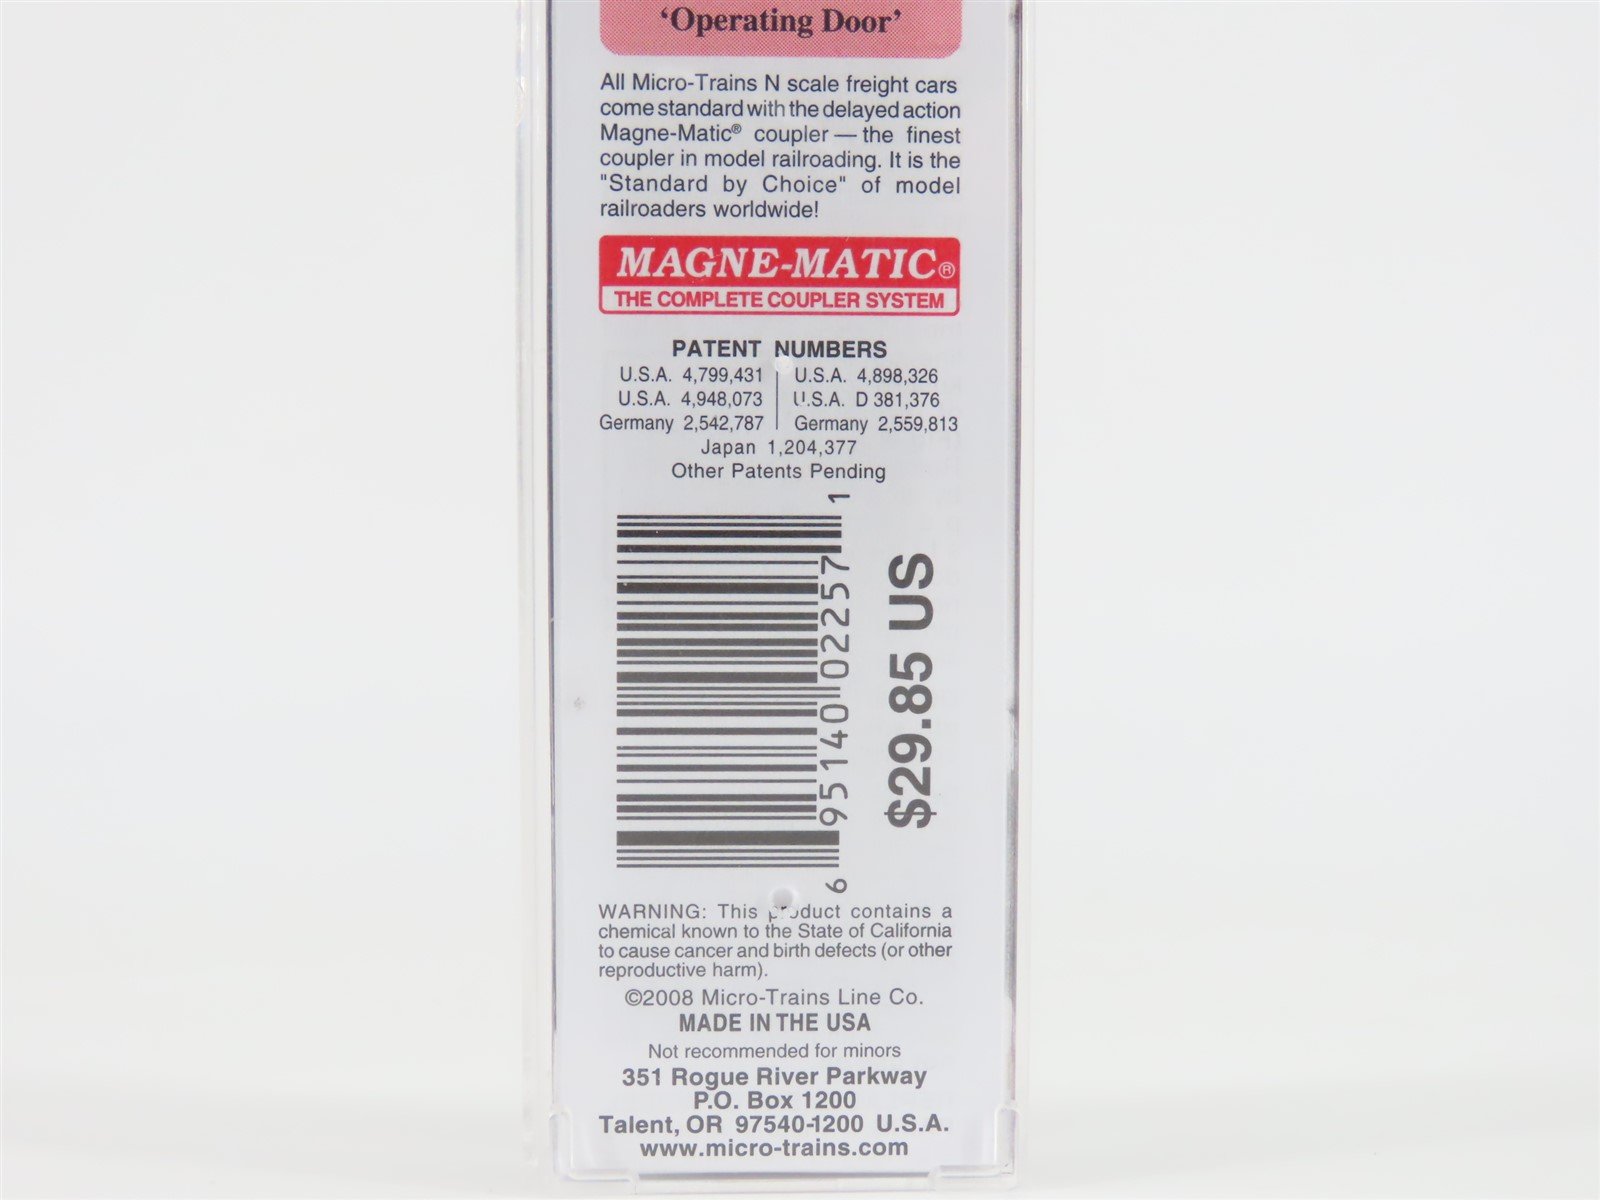 ‘Operating Door’
All Micro-Trains N scale freight cars
come standard with the delayed action
Magne-Matic® coupler — the finest
coupler in model railroading. It is the
"Standard by Choice" of model
railroaders worldwide!
MAGNE-MATIC®
THE COMPLETE COUPLER SYSTEM
PATENT NUMBERS
U.S.A. 4,799,431 U.S.A. 4,898,326
U.S.A. 4,948,073 U.S.A. D 381,376
Germany 2,542,787 Germany 2,559,813
Japan 1,204,377
Other Patents Pending
6 95140 02257 1
$29.85 US
WARNING: This product contains a
chemical known to the State of California
to cause cancer and birth defects (or other
reproductive harm).
©2008 Micro-Trains Line Co.
MADE IN THE USA
Not recommended for minors
351 Rogue River Parkway
P.O. Box 1200
Talent, OR 97540-1200 U.S.A.
www.micro-trains.com